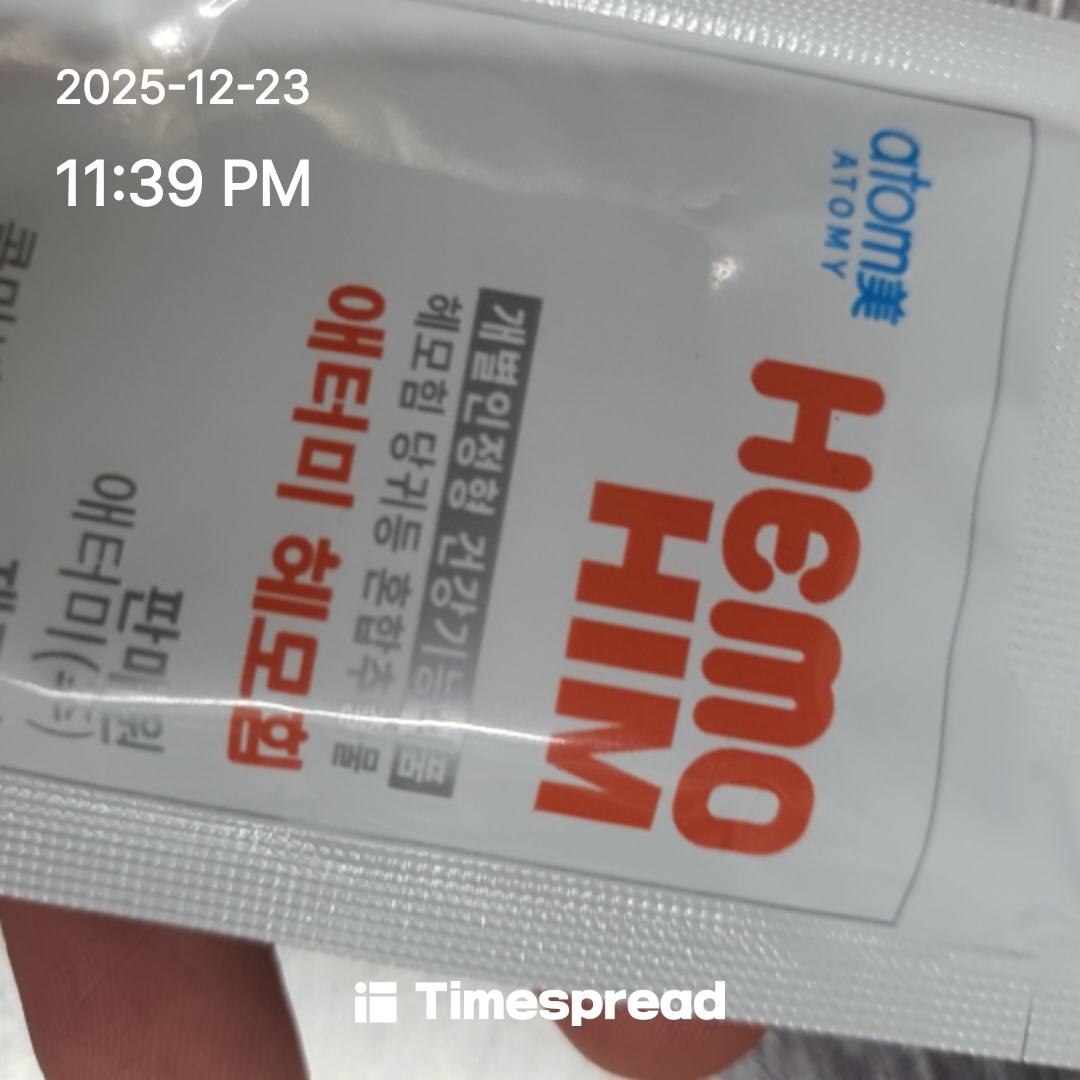 2025-12-23
11:39 PM
atom美
ATOMY
Hemo
HIM
개별인정형 건강기능식품
헤모힘 당귀등 혼합추출물
애터미 헤모힘
판매원
애터미(주)
Timespread